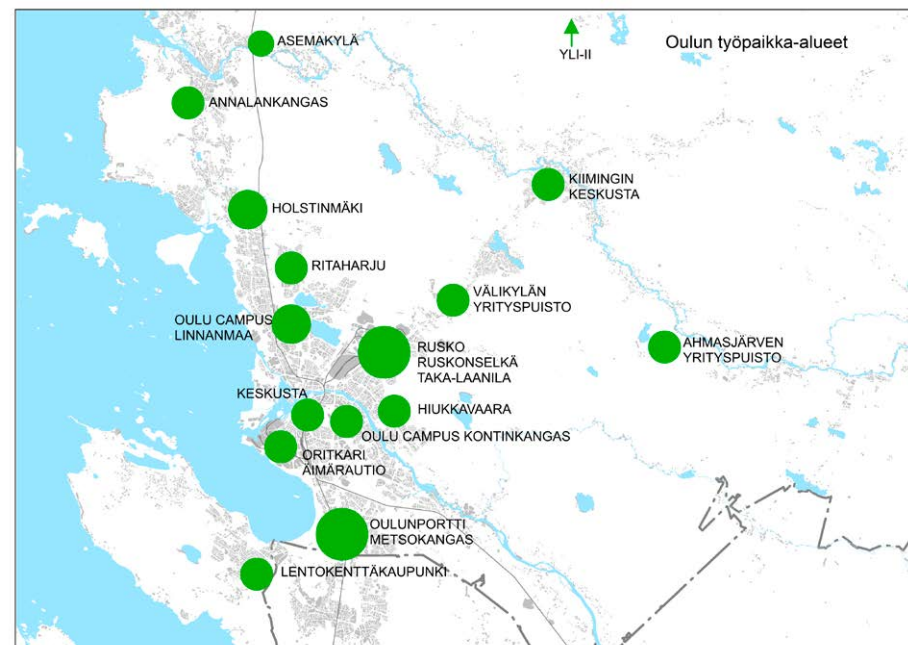 ASEMAKYLÄ
YLI-II
Oulun työpaikka-alueet
ANNALANKANGAS
KIIMINGIN
KESKUSTA
HOLSTINMÄKI
RITAHARJU
VÄLIKYLÄN
YRITYSPUISTO
OULU CAMPUS
LINNANMAA
RUSKO
RUSKONSELKÄ
TAKA-LAANILA
AHMASJÄRVEN
YRITYSPUISTO
KESKUSTA
HIUKKAVAARA
OULU CAMPUS KONTINKANGAS
ORITKARI
ÄIMÄRAUTIO
OULUNPORTTI
METSOKANGAS
LENTOKENTTÄKAUPUNKI